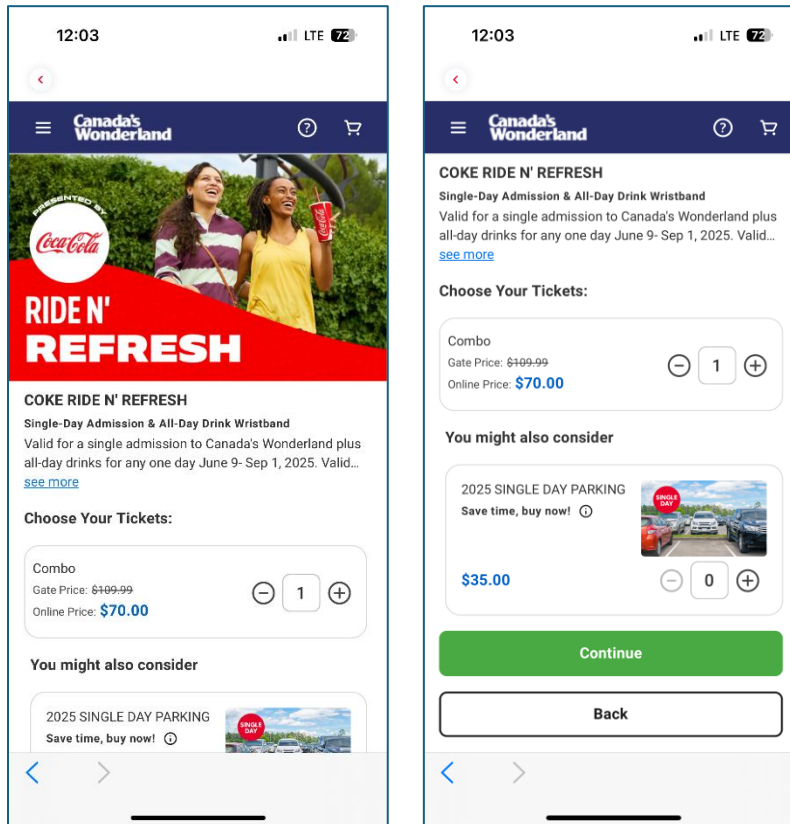 12:03
LTE 72
Canada's
Wonderland
PRESENTED BY
Coca-Cola
Coca-Cola
RIDE N'
REFRESH
COKE RIDE N' REFRESH
Single-Day Admission & All-Day Drink Wristband
Valid for a single admission to Canada's Wonderland plus
all-day drinks for any one day June 9- Sep 1, 2025. Valid...
see more
Choose Your Tickets:
Combo
Gate Price: $109.99
Online Price: $70.00
1
You might also consider
2025 SINGLE DAY PARKING
Save time, buy now!
SINGLE
DAY
12:03
LTE 72
Canada's
Wonderland
COKE RIDE N' REFRESH
Single-Day Admission & All-Day Drink Wristband
Valid for a single admission to Canada's Wonderland plus
all-day drinks for any one day June 9- Sep 1, 2025. Valid...
see more
Choose Your Tickets:
Combo
Gate Price: $109.99
Online Price: $70.00
1
You might also consider
2025 SINGLE DAY PARKING
Save time, buy now!
SINGLE
DAY
$35.00
0
Continue
Back